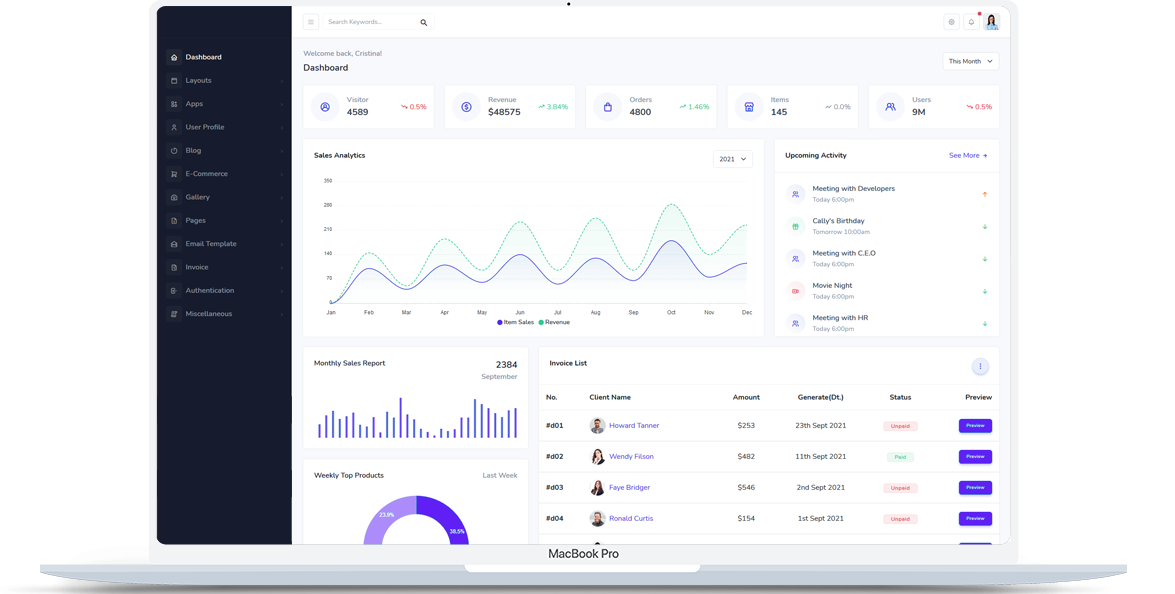 Search Keywords...
Welcome back, Cristina!
Dashboard
This Month
Dashboard
Layouts
Apps
User Profile
Blog
E-Commerce
Gallery
Pages
Email Template
Invoice
Authentication
Miscellaneous
Visitor
4589
0.5%
Revenue
$48575
3.84%
Orders
4800
1.46%
Items
145
0.0%
Users
9M
0.5%
Sales Analytics
2021
350
280
210
140
70
0
Jan Feb Mar Apr May Jun Jul Aug Sep Oct Nov Dec
Item Sales Revenue
Upcoming Activity
See More
Meeting with Developers
Today 6:00pm
Cally's Birthday
Tomorrow 10:00am
Meeting with C.E.O
Today 6:00pm
Movie Night
Today 6:00pm
Meeting with HR
Today 6:00pm
Monthly Sales Report
2384
September
Weekly Top Products
Last Week
23.9%
38.5%
Invoice List
No. Client Name Amount Generate(Dt.) Status Preview
#d01 Howard Tanner $253 23th Sept 2021 Unpaid Preview
#d02 Wendy Filson $482 11th Sept 2021 Paid Preview
#d03 Faye Bridger $546 2nd Sept 2021 Unpaid Preview
#d04 Ronald Curtis $154 1st Sept 2021 Unpaid Preview
MacBook Pro